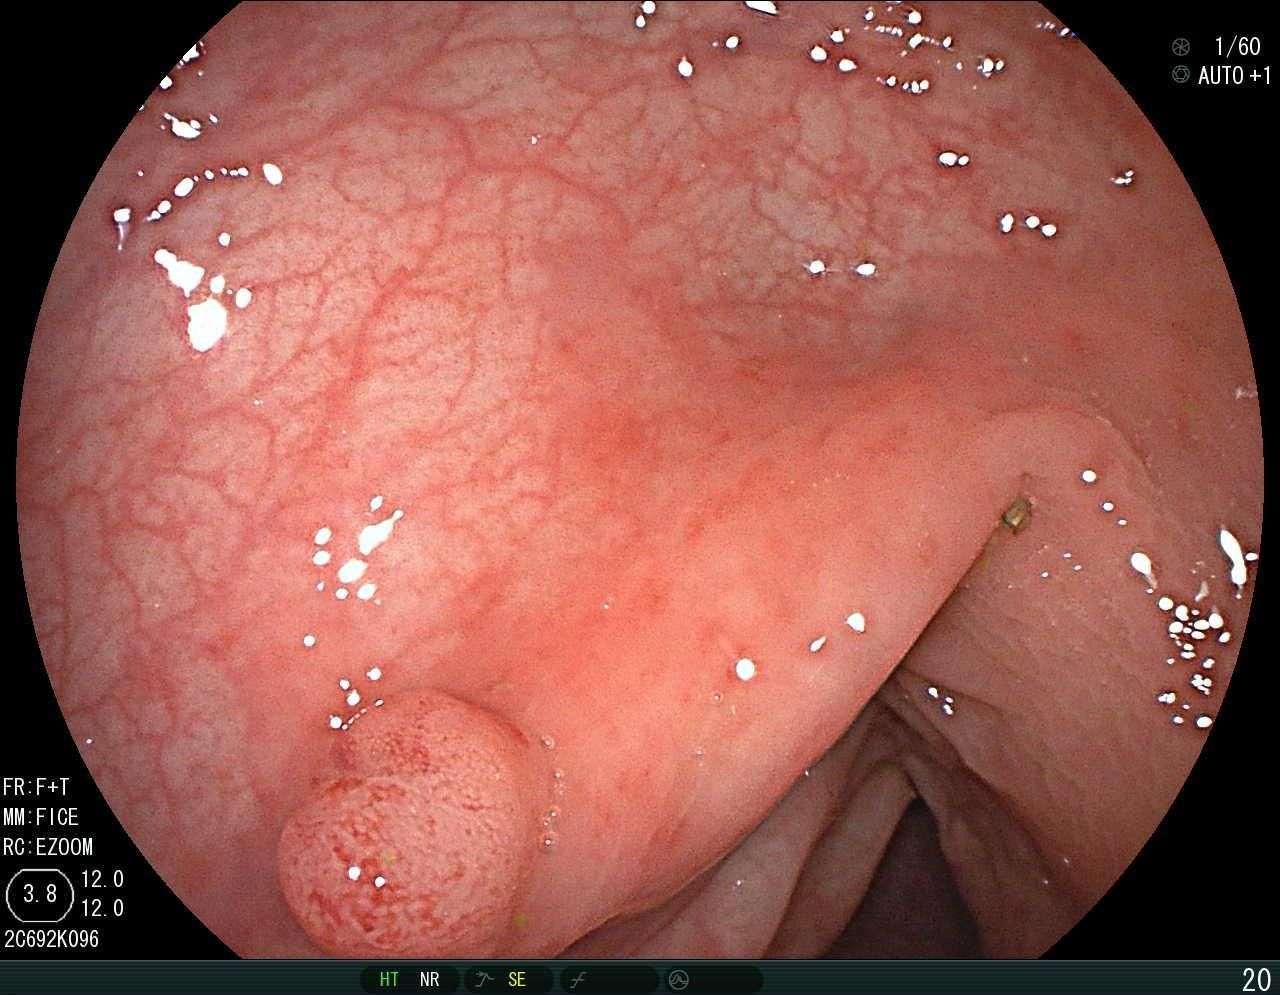 1/60
AUTO +1
FR:F+T
MM:FICE
RC:EZOOM
3.8
12.0
12.0
2C692K096
HT NR SE
20